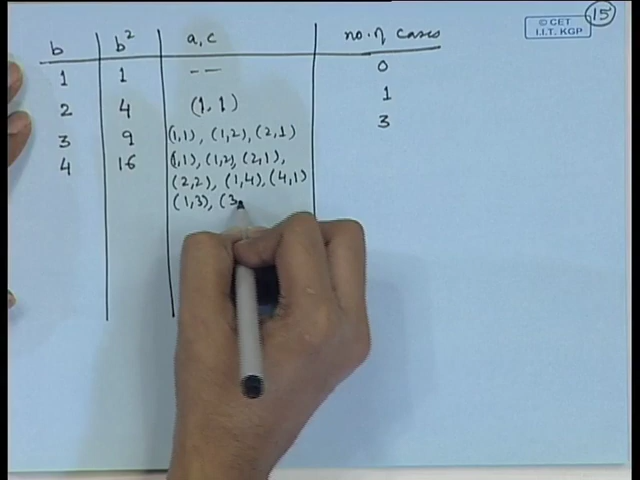 © CET
I.I.T. KGP
15
b b² a, c no. of cases
1 1 -- 0
2 4 (1,1) 1
3 9 (1,1), (1,2), (2,1) 3
4 16 (1,1), (1,2), (2,1),
(2,2), (1,4), (4,1)
(1,3), (3,